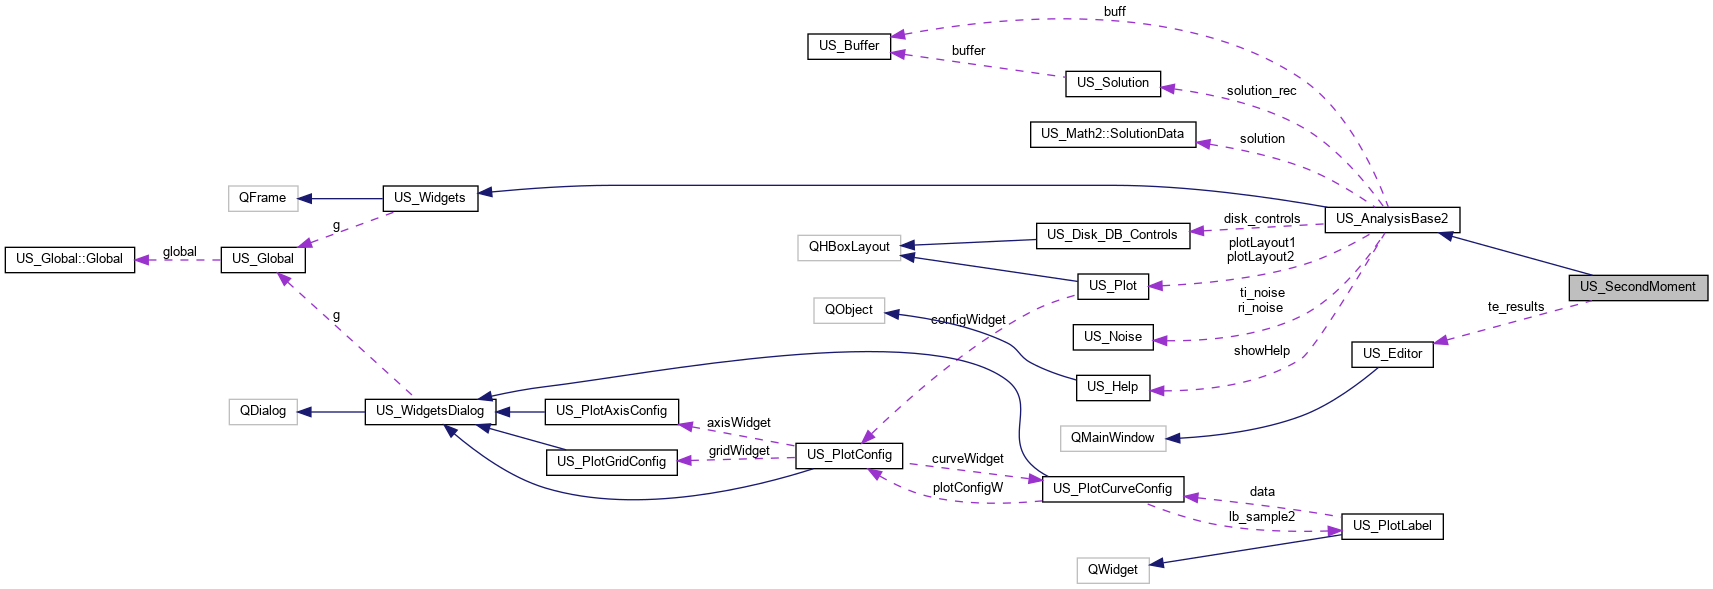 buff
US_Buffer
buffer
US_Solution
solution_rec
US_Math2::SolutionData
solution
QFrame
US_Widgets
US_AnalysisBase2
g
disk_controls
US_Disk_DB_Controls
QHBoxLayout
plotLayout1
plotLayout2
global
US_Global::Global
US_Global
US_Plot
US_SecondMoment
ti_noise
ri_noise
te_results
QObject
configWidget
g
US_Noise
showHelp
US_Editor
US_Help
QDialog
US_WidgetsDialog
US_PlotAxisConfig
axisWidget
QMainWindow
gridWidget
US_PlotConfig
US_PlotGridConfig
curveWidget
plotConfigW
US_PlotCurveConfig
data
lb_sample2
US_PlotLabel
QWidget